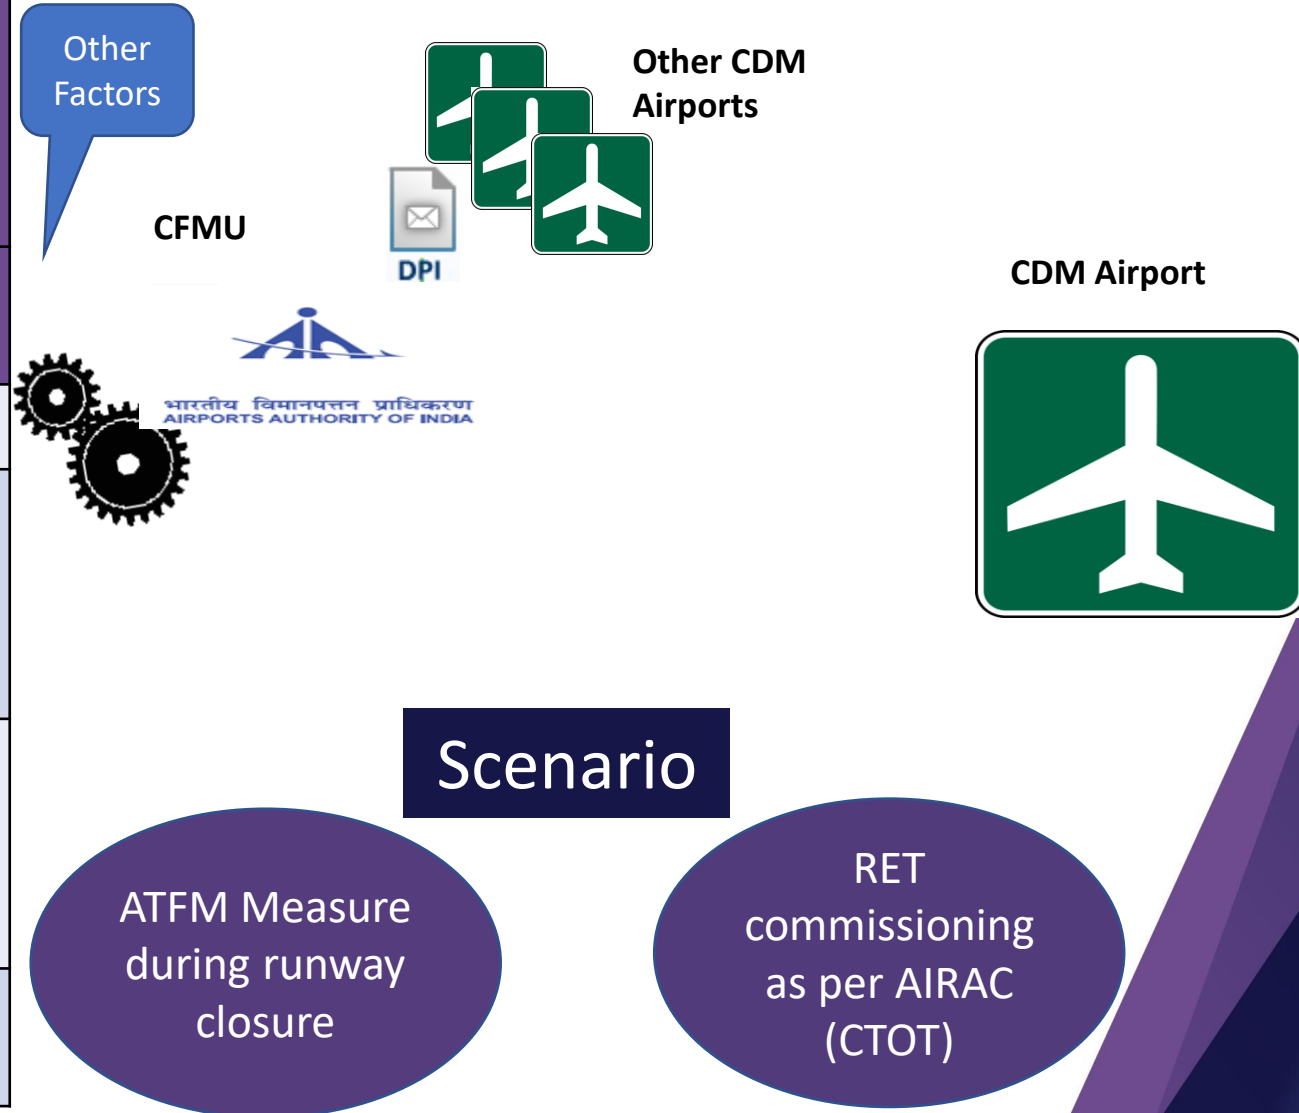 Other
Factors
Other CDM
Airports
CFMU
DPI
CDM Airport
भारतीय विमानपत्तन प्राधिकरण
AIRPORTS AUTHORITY OF INDIA
Scenario
ATFM Measure
during runway
closure
RET
commissioning
as per AIRAC
(CTOT)